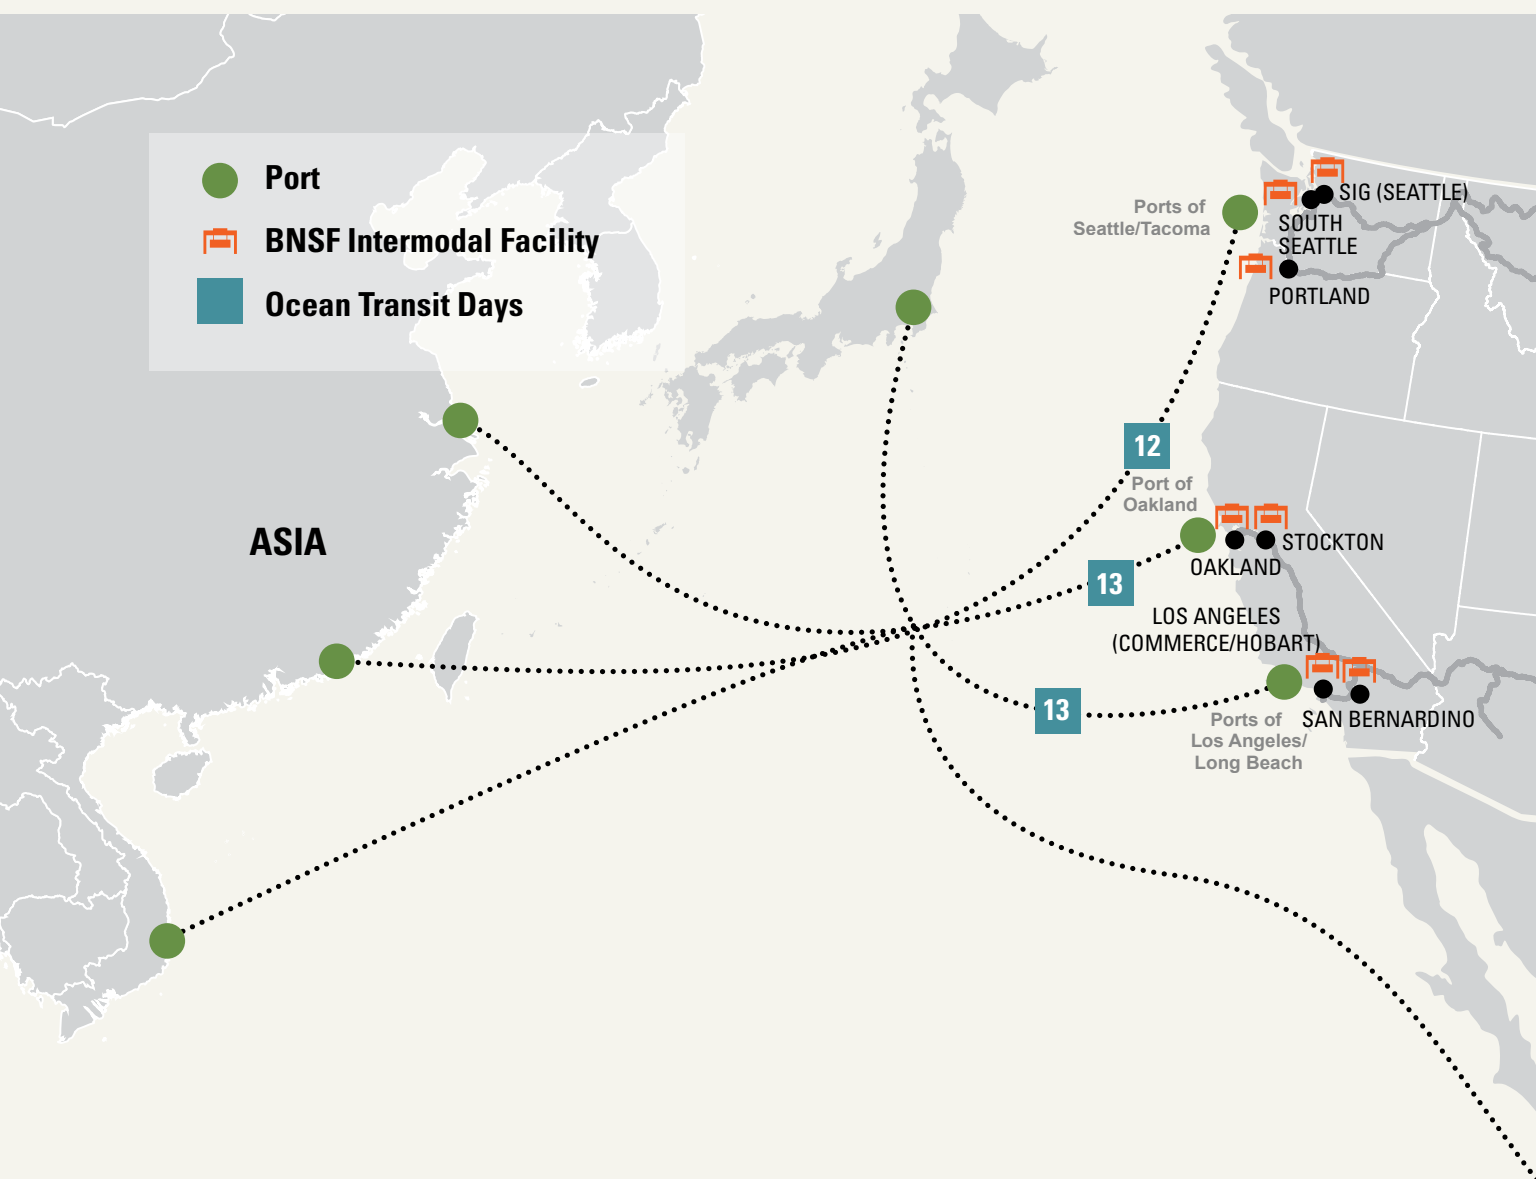 Port
BNSF Intermodal Facility
Ocean Transit Days
ASIA
Ports of
Seattle/Tacoma
SIG (SEATTLE)
SOUTH
SEATTLE
PORTLAND
12
Port of
Oakland
STOCKTON
OAKLAND
13
LOS ANGELES
(COMMERCE/HOBART)
13
SAN BERNARDINO
Ports of
Los Angeles/
Long Beach